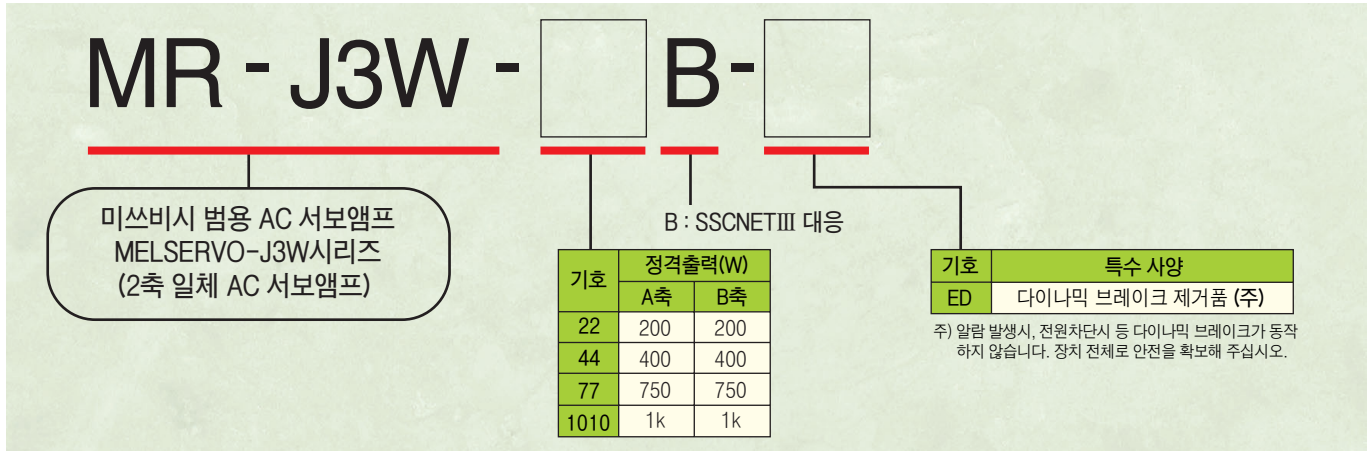 MR - J3W - B -
미쓰비시 범용 AC 서보앰프
MELSERVO-J3W시리즈
(2축 일체 AC 서보앰프)
B : SSCNETⅢ 대응
기호 정격출력(W)
A축 B축
22 200 200
44 400 400
77 750 750
1010 1k 1k
기호 특수 사양
ED 다이나믹 브레이크 제거품 (주)
주) 알람 발생시, 전원차단시 등 다이나믹 브레이크가 동작
하지 않습니다. 장치 전체로 안전을 확보해 주십시오.